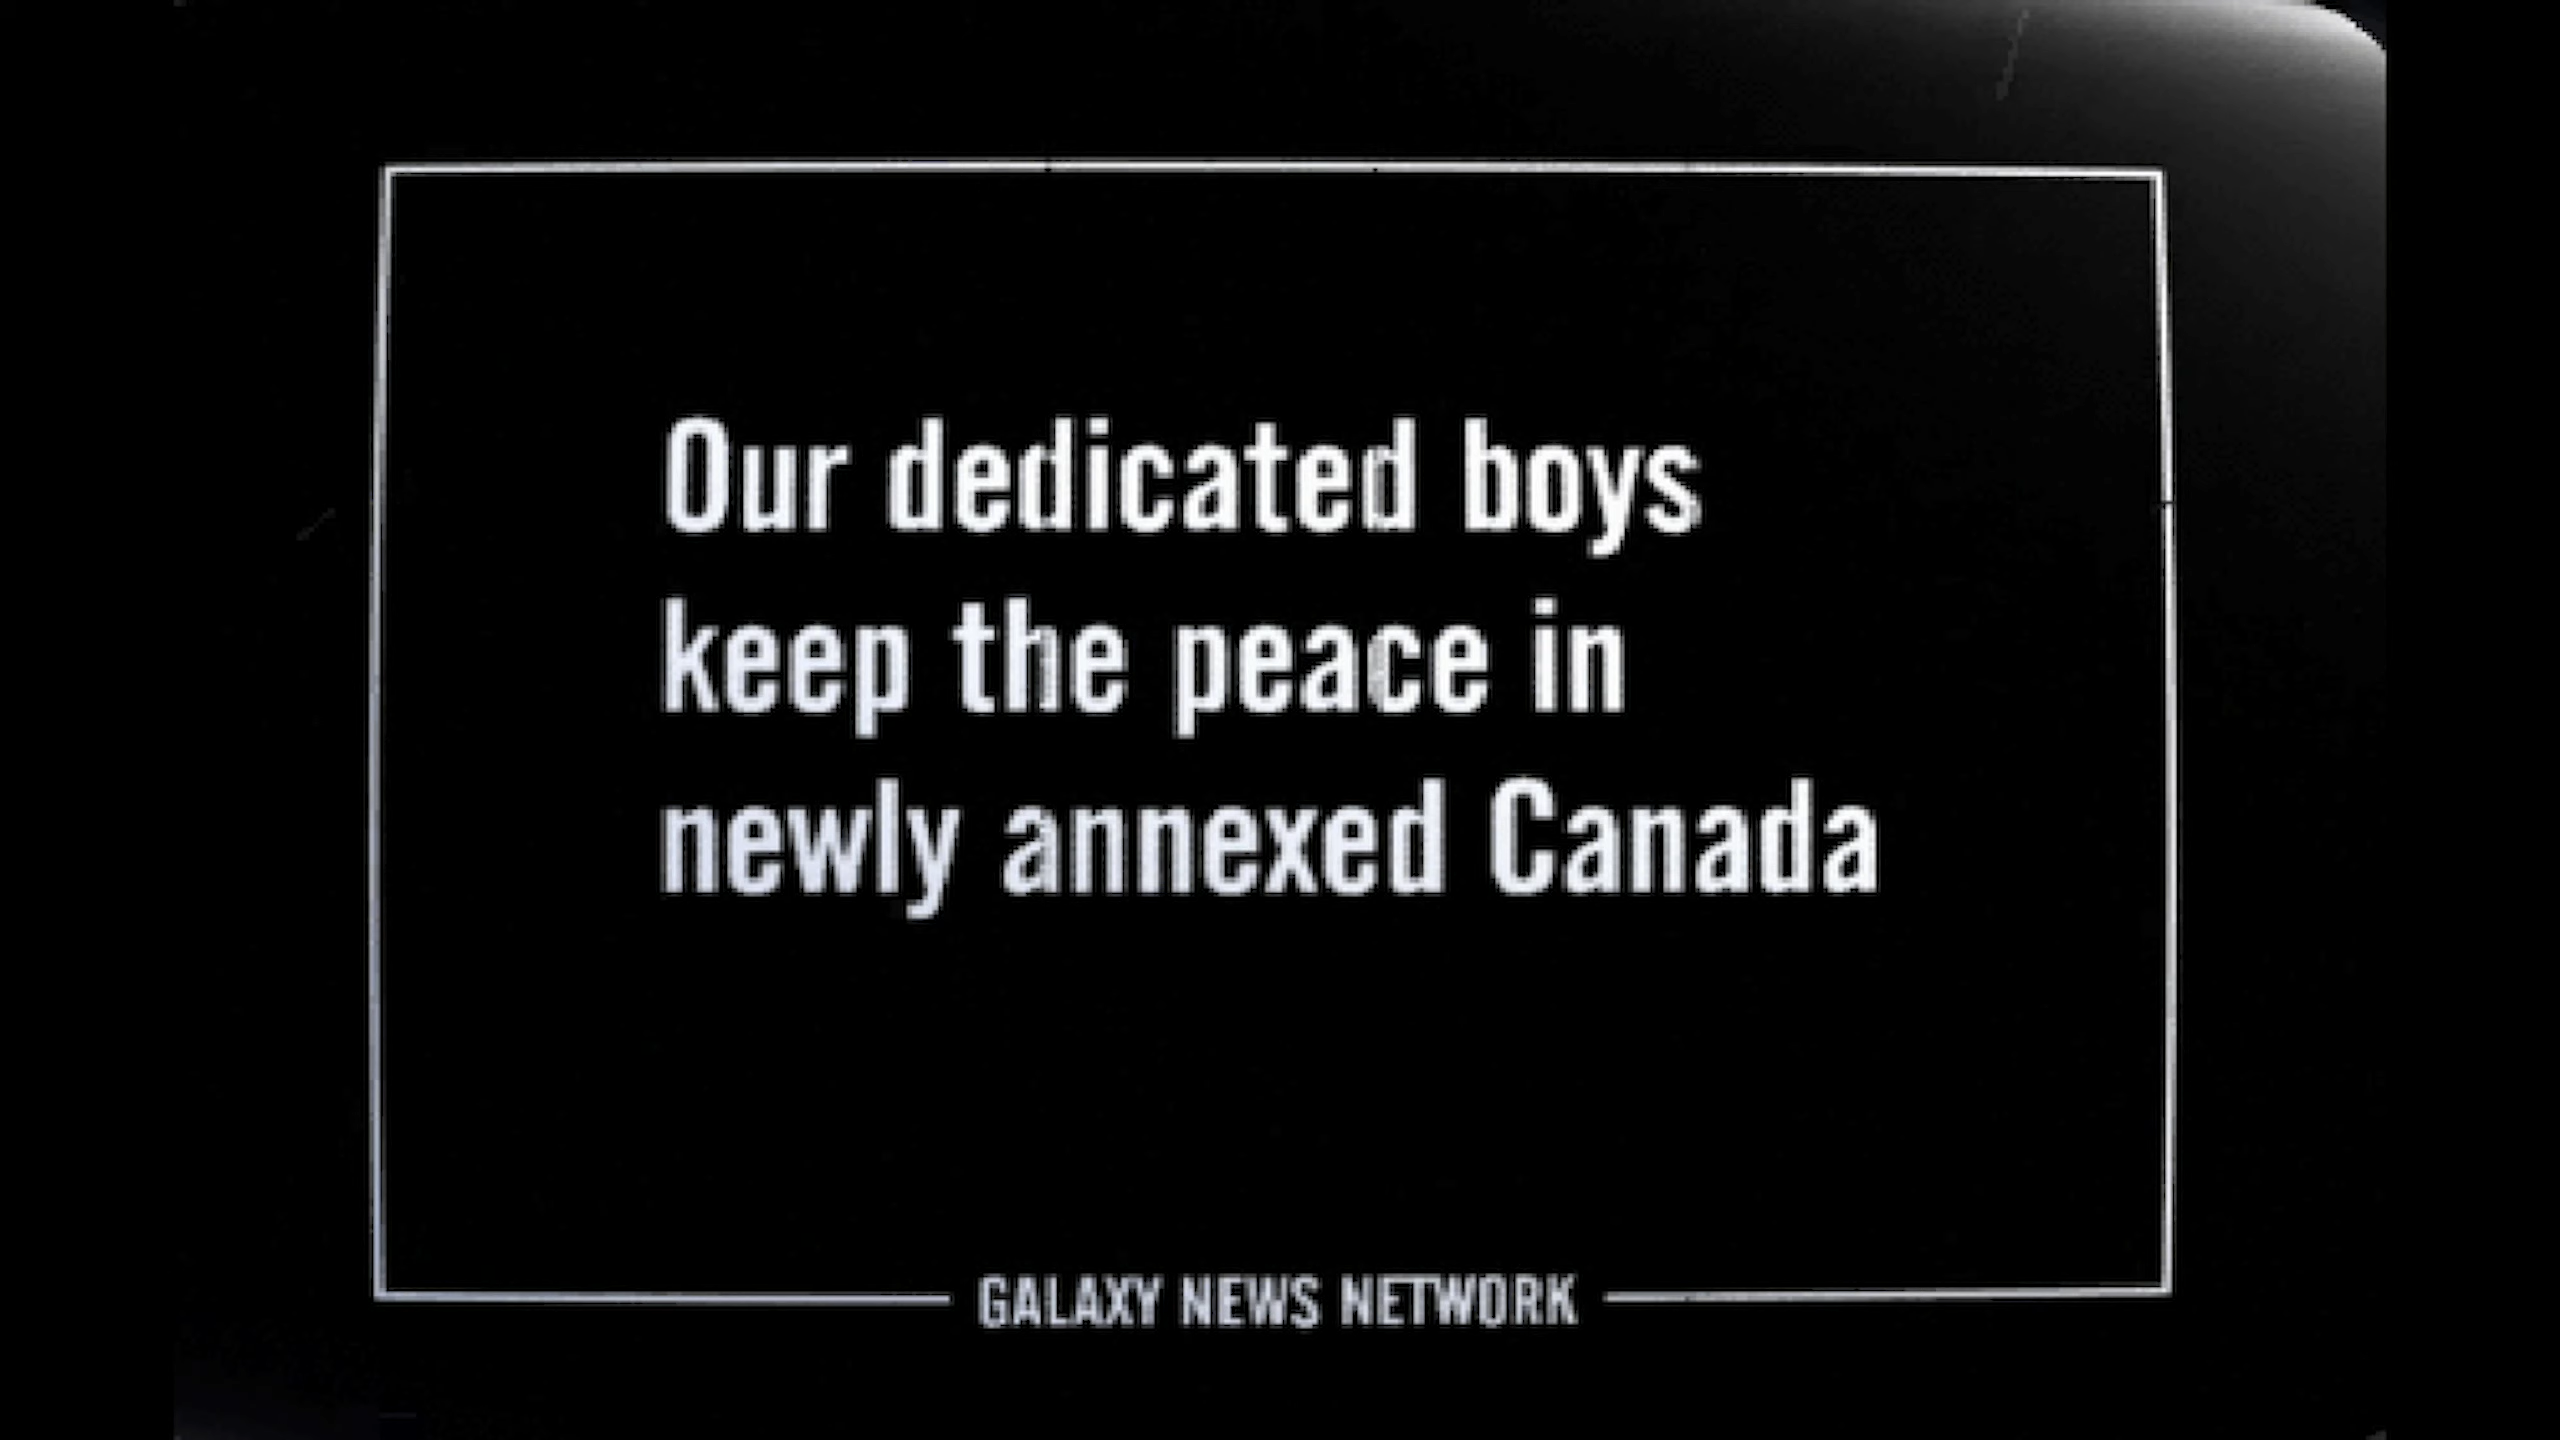 Our dedicated boys
keep the peace in
newly annexed Canada
GALAXY NEWS NETWORK